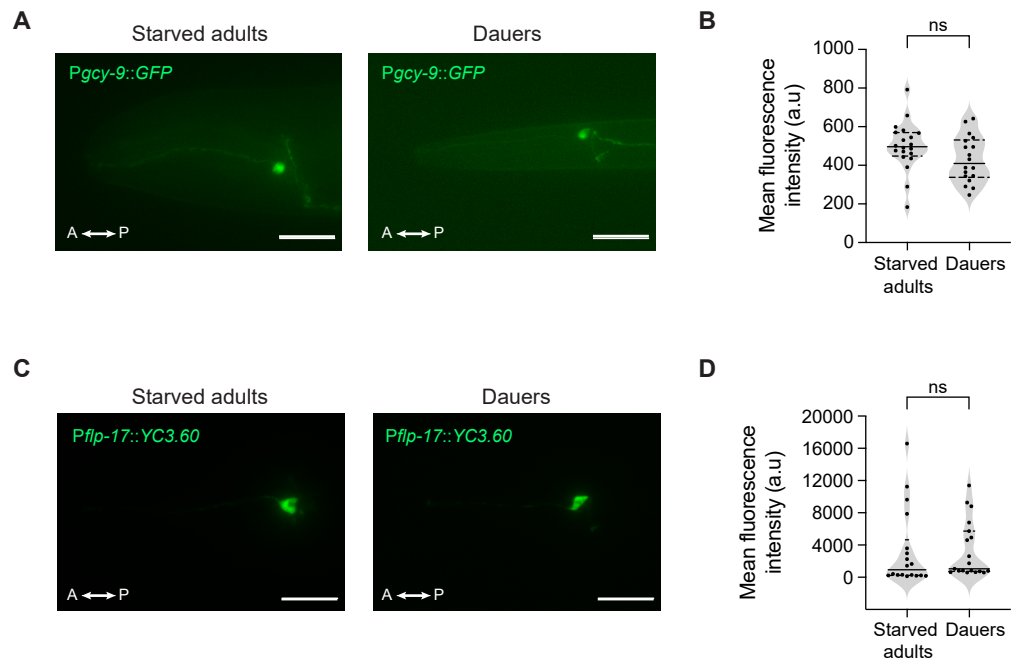 A
Starved adults
Dauers
Pgcy-9::GFP
Pgcy-9::GFP
A ⟷ P
A ⟷ P
B
ns
Mean fluorescence
intensity (a.u)
1000
800
600
400
200
0
Starved
adults
Dauers
C
Starved adults
Dauers
Pflp-17::YC3.60
Pflp-17::YC3.60
A ⟷ P
A ⟷ P
D
ns
Mean fluorescence
intensity (a.u)
20000
16000
12000
8000
4000
0
Starved
adults
Dauers